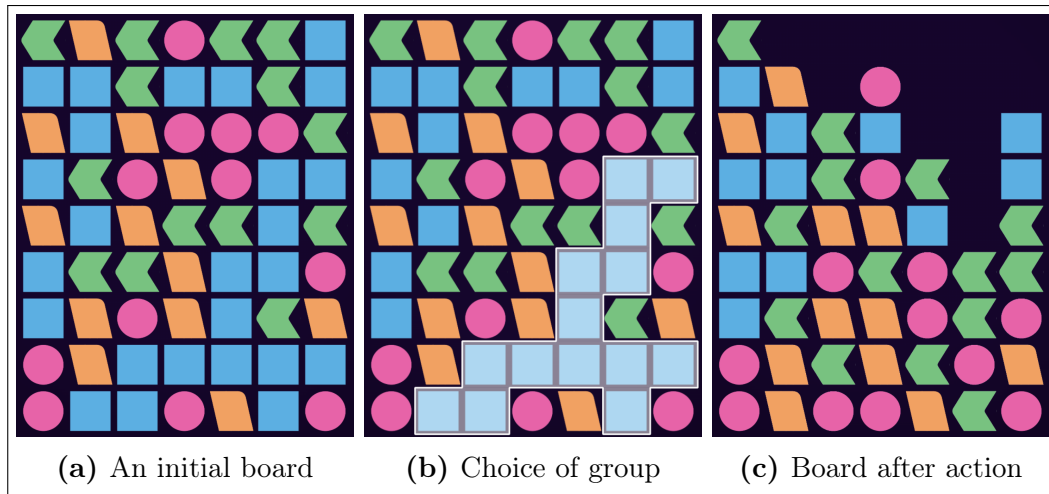 (a) An initial board
(b) Choice of group
(c) Board after action